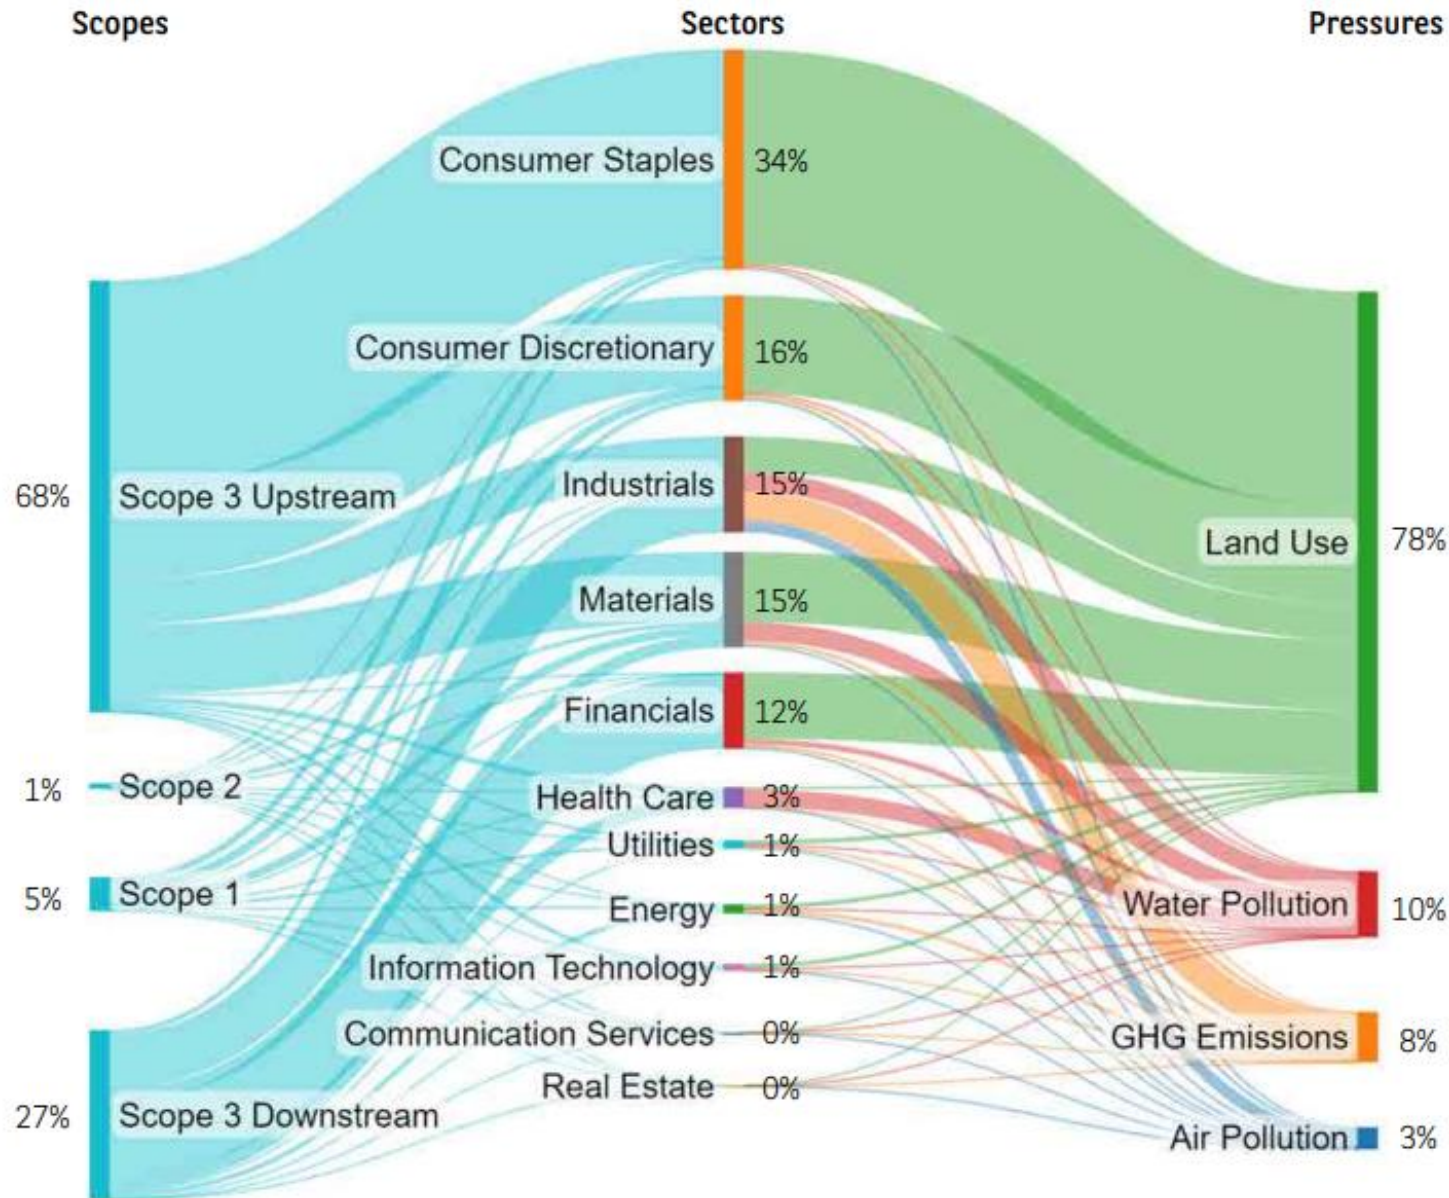 Scopes
Sectors
Pressures
Consumer Staples
34%
Consumer Discretionary
16%
68%
Scope 3 Upstream
Industrials
15%
Land Use
78%
Materials
15%
Financials
12%
1%
Scope 2
Health Care
3%
Utilities
1%
5%
Scope 1
Energy
1%
Water Pollution
10%
Information Technology
1%
Communication Services
0%
GHG Emissions
8%
Real Estate
0%
27%
Scope 3 Downstream
Air Pollution
3%